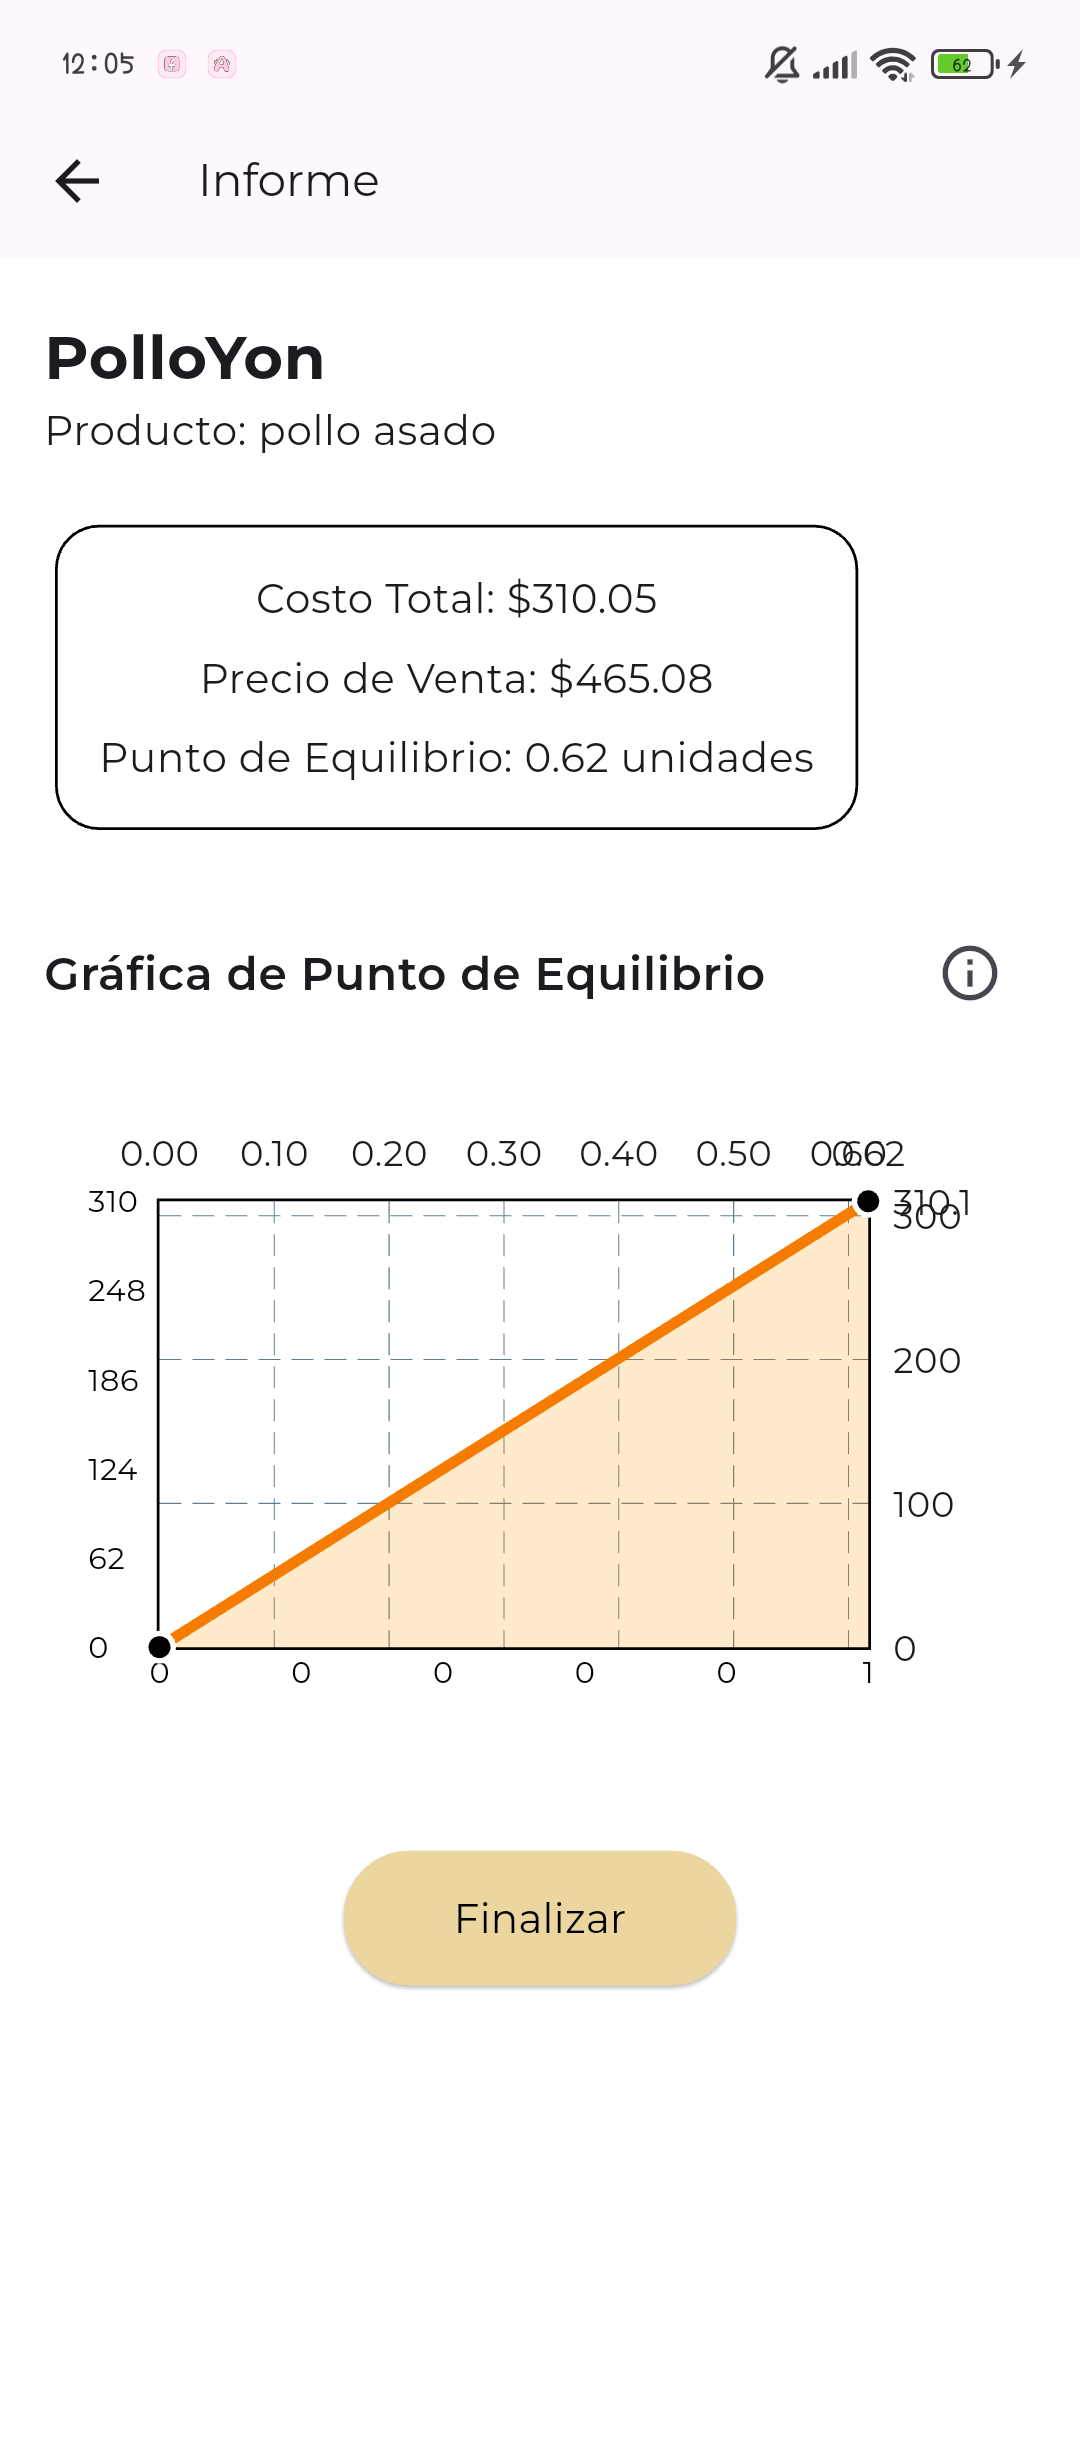 12:05 62
Informe
PolloYon
Producto: pollo asado
Costo Total: $310.05
Precio de Venta: $465.08
Punto de Equilibrio: 0.62 unidades
Gráfica de Punto de Equilibrio
0.00 0.10 0.20 0.30 0.40 0.50 0.60 0.62
310 310.1
300
248
200
186
124
100
62
0 0
0 0 0 0 0 1
Finalizar